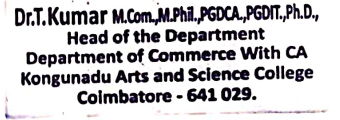 Dr.T.Kumar M.Com.,M.Phil.,PGDCA.,PGDIT.,Ph.D.,
Head of the Department
Department of Commerce With CA
Kongunadu Arts and Science College
Coimbatore - 641 029.